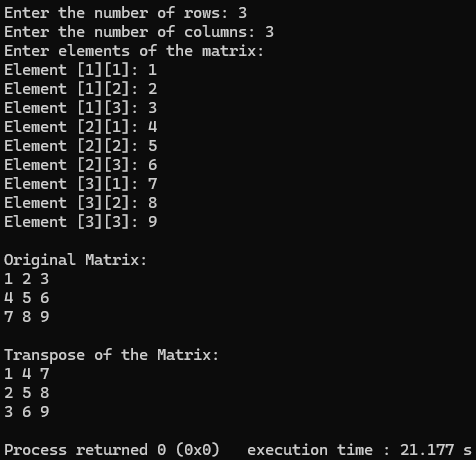 Enter the number of rows: 3
Enter the number of columns: 3
Enter elements of the matrix:
Element [1][1]: 1
Element [1][2]: 2
Element [1][3]: 3
Element [2][1]: 4
Element [2][2]: 5
Element [2][3]: 6
Element [3][1]: 7
Element [3][2]: 8
Element [3][3]: 9
Original Matrix:
1 2 3
4 5 6
7 8 9
Transpose of the Matrix:
1 4 7
2 5 8
3 6 9
Process returned 0 (0x0)   execution time : 21.177 s